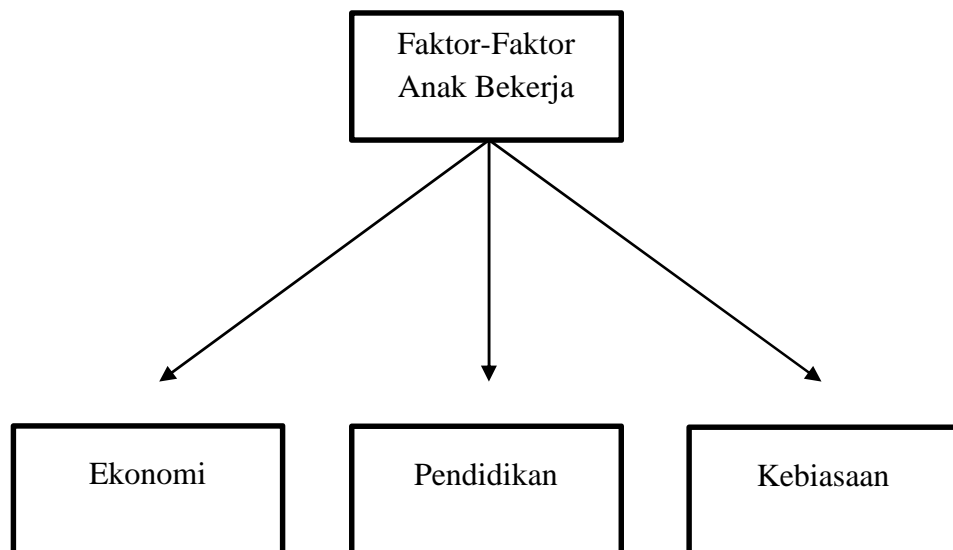 Faktor-Faktor
Anak Bekerja
Ekonomi
Pendidikan
Kebiasaan